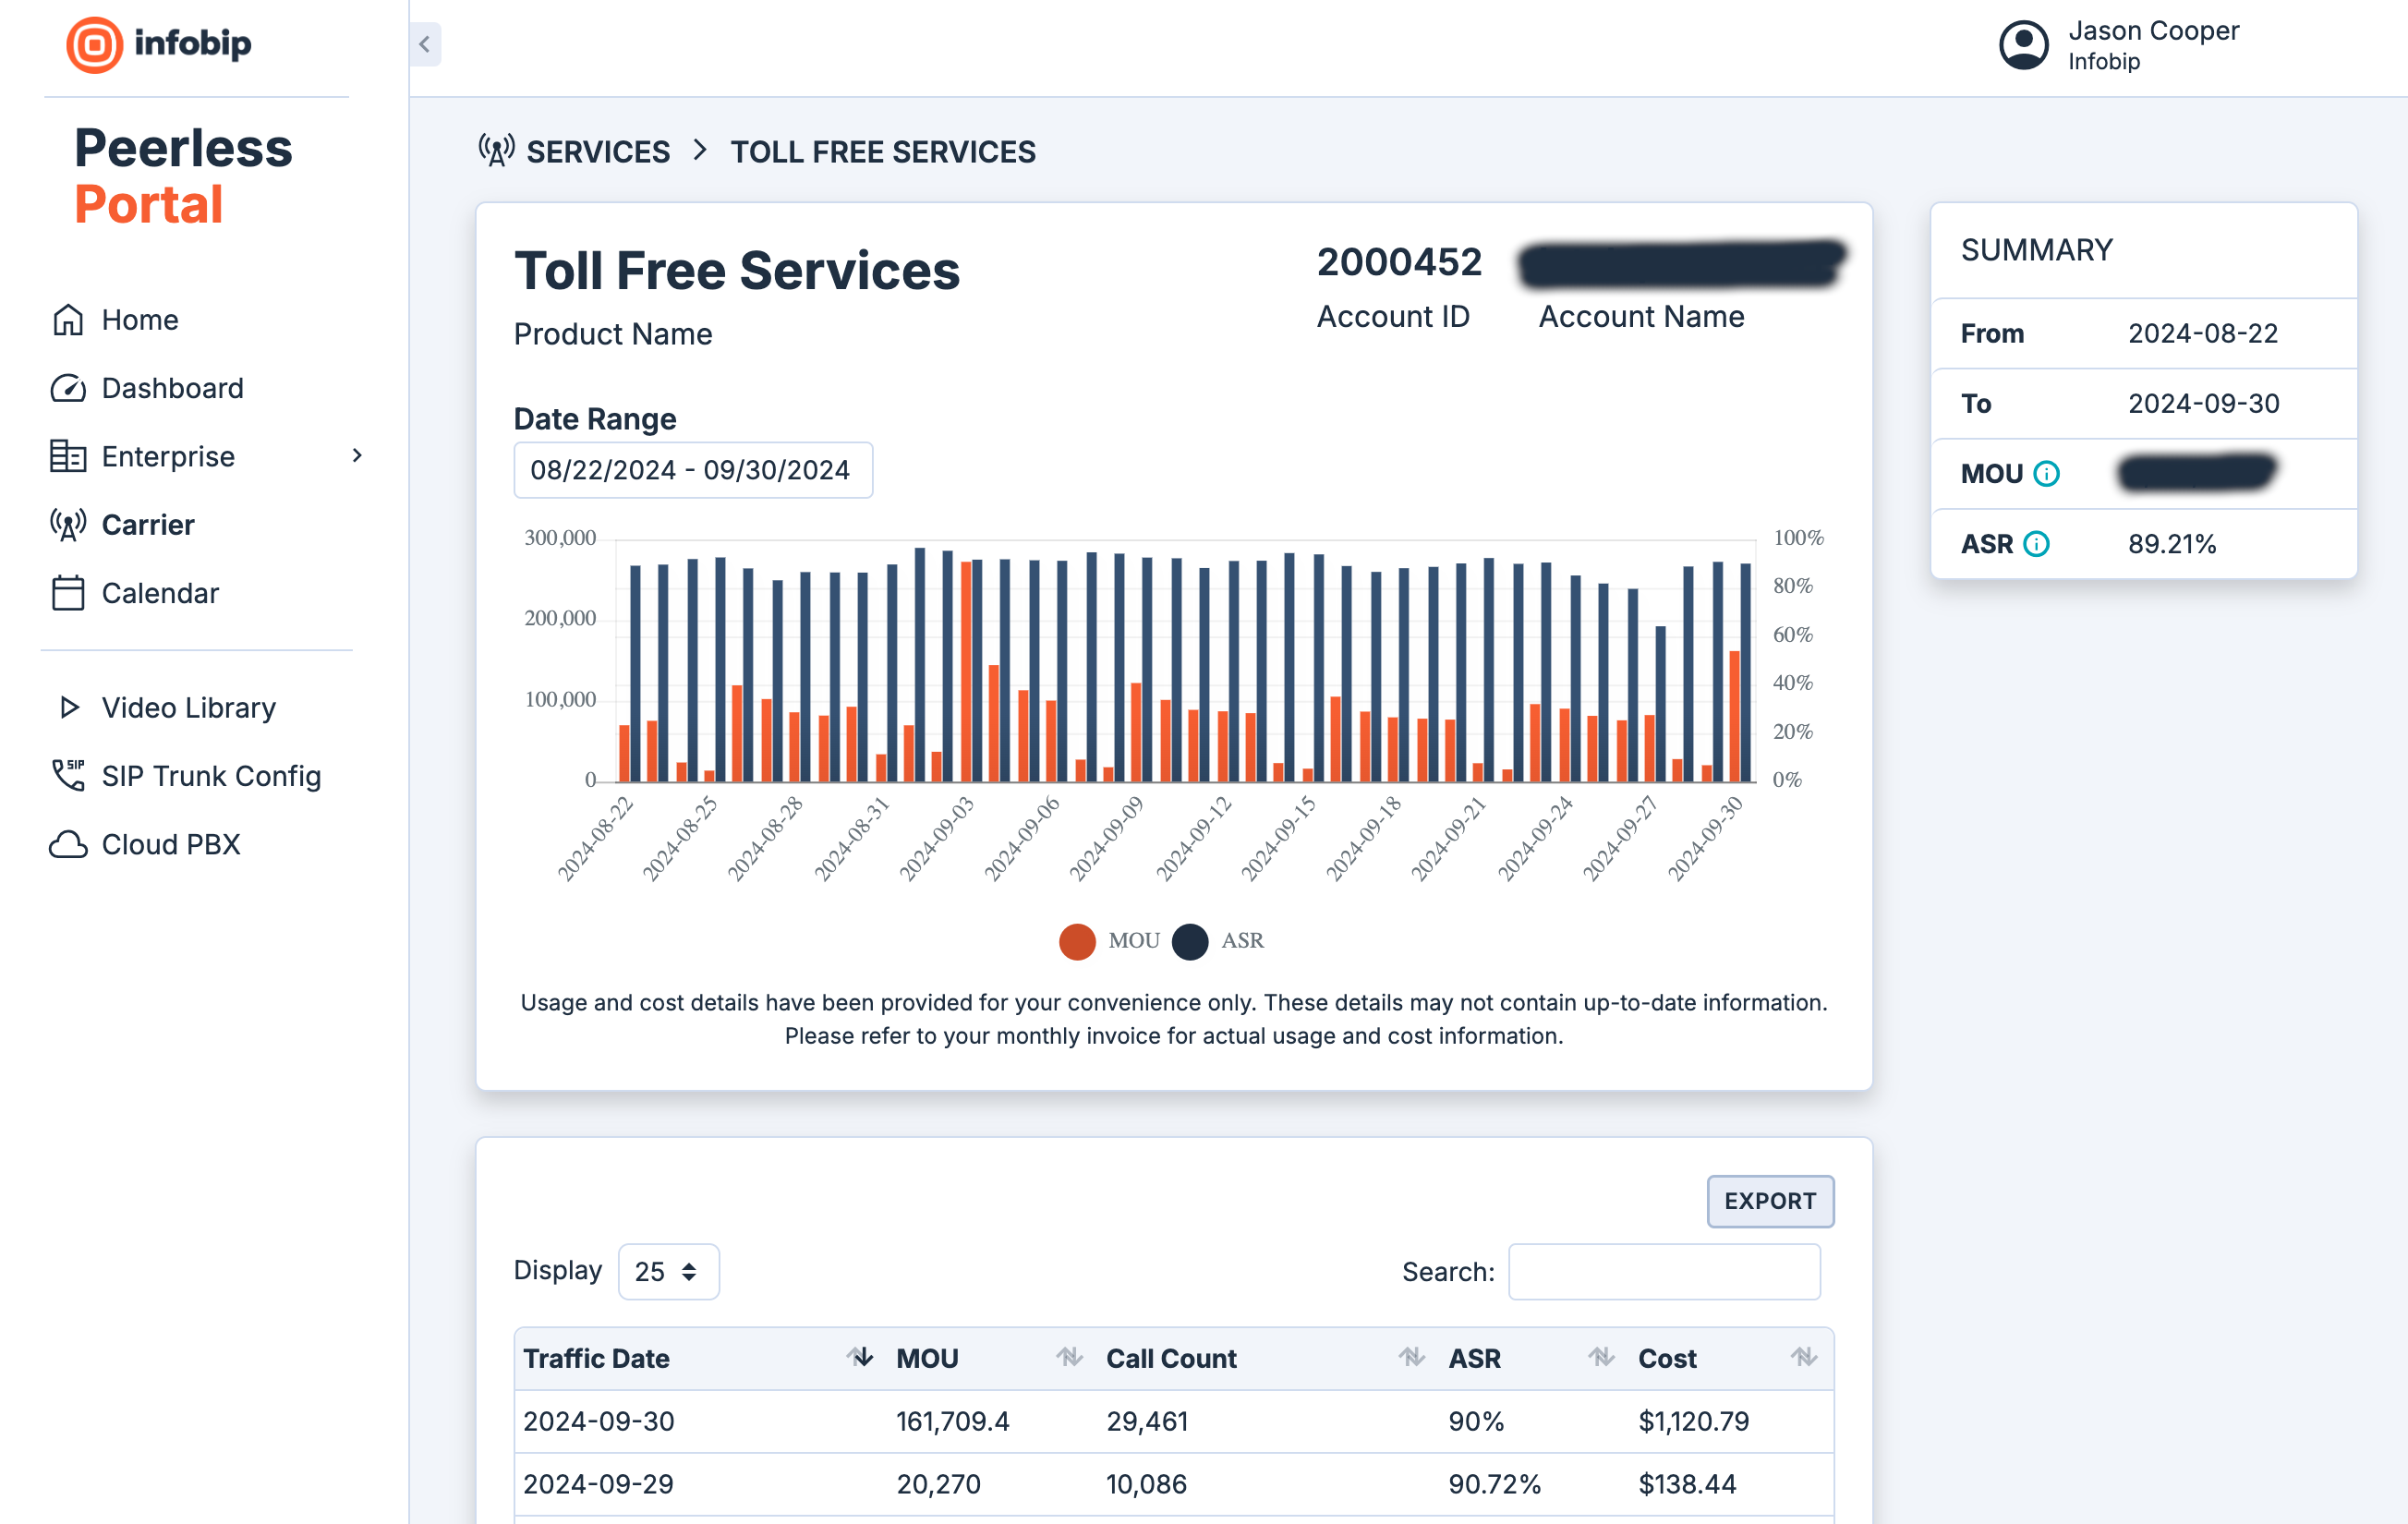 infobip
Jason Cooper
Infobip
Peerless
Portal
Home
Dashboard
Enterprise
Carrier
Calendar
Video Library
SIP
SIP Trunk Config
Cloud PBX
SERVICES > TOLL FREE SERVICES
Toll Free Services
Product Name
2000452
Account ID
Account Name
Date Range
08/22/2024 - 09/30/2024
300,000
200,000
100,000
0
100%
80%
60%
40%
20%
0%
2024-08-22
2024-08-25
2024-08-28
2024-08-31
2024-09-03
2024-09-06
2024-09-09
2024-09-12
2024-09-15
2024-09-18
2024-09-21
2024-09-24
2024-09-27
2024-09-30
MOU ASR
Usage and cost details have been provided for your convenience only. These details may not contain up-to-date information.
Please refer to your monthly invoice for actual usage and cost information.
SUMMARY
From 2024-08-22
To 2024-09-30
MOU
ASR 89.21%
EXPORT
Display 25
Search:
Traffic Date MOU Call Count ASR Cost
2024-09-30 161,709.4 29,461 90% $1,120.79
2024-09-29 20,270 10,086 90.72% $138.44